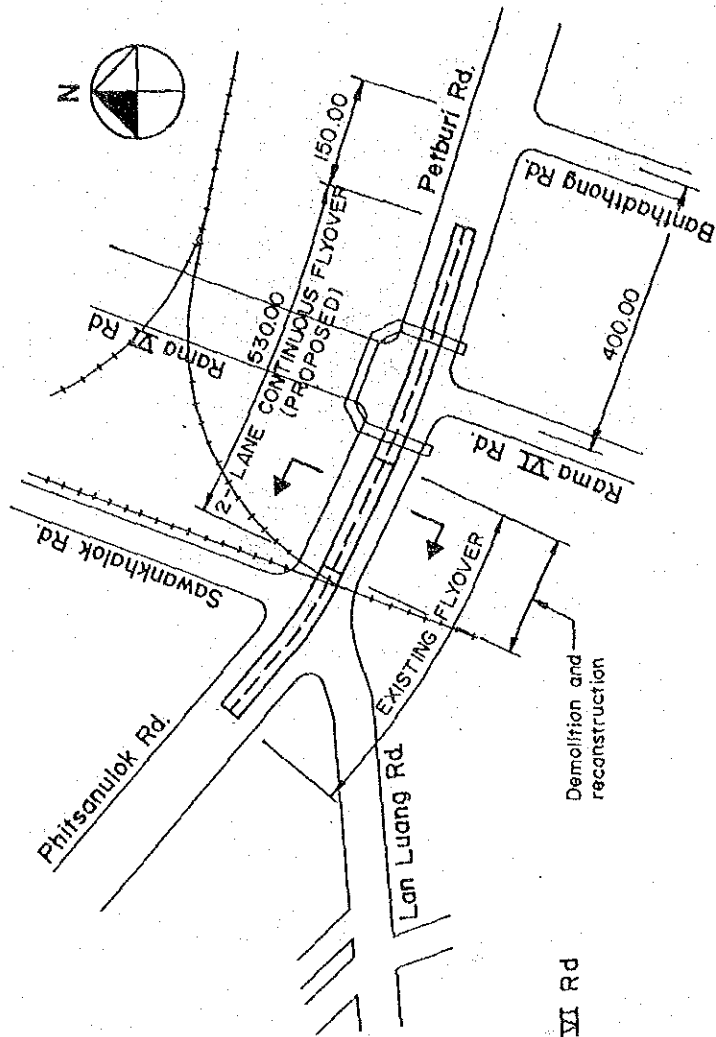 N
Petburi Rd.
150.00
530.00
2- LANE CONTINUOUS FLYOVER
(PROPOSED)
Rama VI Rd
Sawankhalok Rd.
Phitsanulok Rd.
Banthadthong Rd.
400.00
Rama VI Rd.
EXISTING FLYOVER
Lan Luang Rd.
Demolition and
reconstruction
VI Rd